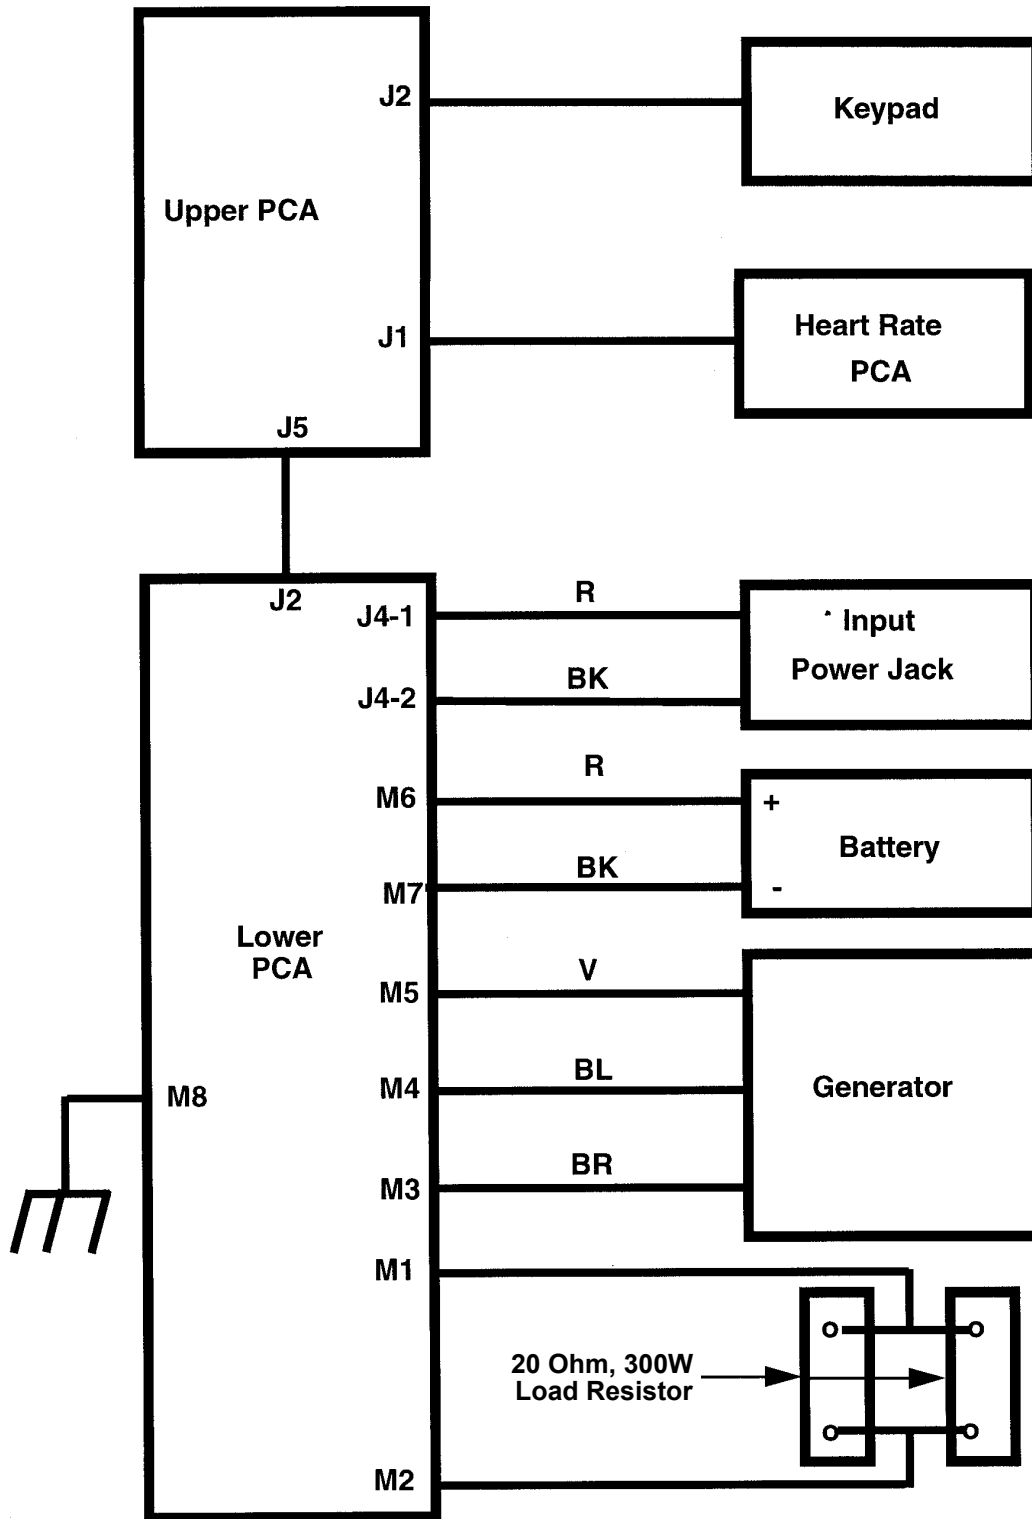 J2
Keypad
Upper PCA
J1
Heart Rate
PCA
J5
J2
J4-1
R
Input
Power Jack
J4-2
BK
M6
R
+
Battery
M7
BK
-
Lower
PCA
M5
V
M4
BL
Generator
M8
M3
BR
M1
20 Ohm, 300W
Load Resistor
M2